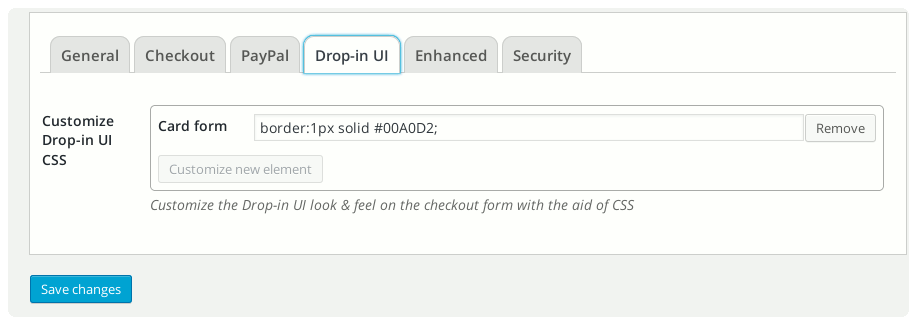 General Checkout PayPal Drop-in UI Enhanced Security
Customize Drop-in UI CSS
Card form border:1px solid #00A0D2; Remove
Customize new element
Customize the Drop-in UI look & feel on the checkout form with the aid of CSS
Save changes